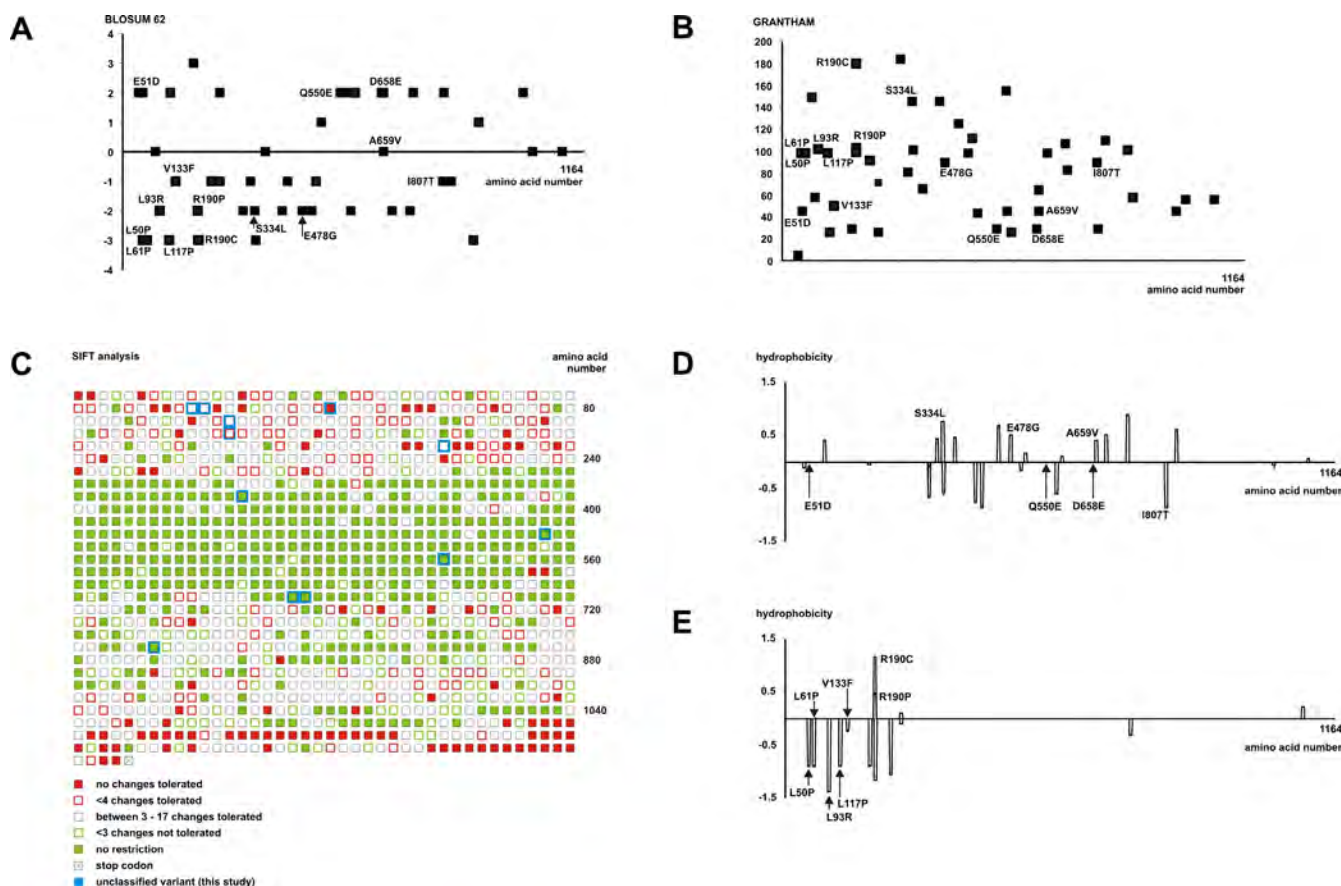 A
BLOSUM 62
4
3
2
1
0
-1
-2
-3
-4
E51D
Q550E
D658E
A659V
V133F
L93R
R190P
L50P
L61P
L117P
R190C
S334L
E478G
I807T
1164
amino acid number
B
GRANTHAM
200
180
160
140
120
100
80
60
40
20
0
R190C
S334L
L61P
L93R
R190P
L50P
L117P
E478G
I807T
E51D
V133F
A659V
Q550E
D658E
1164
amino acid number
C
SIFT analysis
amino acid
number
80
240
400
560
720
880
1040
no changes tolerated
<4 changes tolerated
between 3 - 17 changes tolerated
<3 changes not tolerated
no restriction
stop codon
unclassified variant (this study)
D
hydrophobicity
1.5
0.5
-0.5
-1.5
S334L
E478G
A659V
E51D
Q550E
D658E
I807T
1164
amino acid number
E
hydrophobicity
1.5
0.5
-0.5
-1.5
R190C
V133F
L61P
R190P
L50P
L117P
L93R
1164
amino acid number